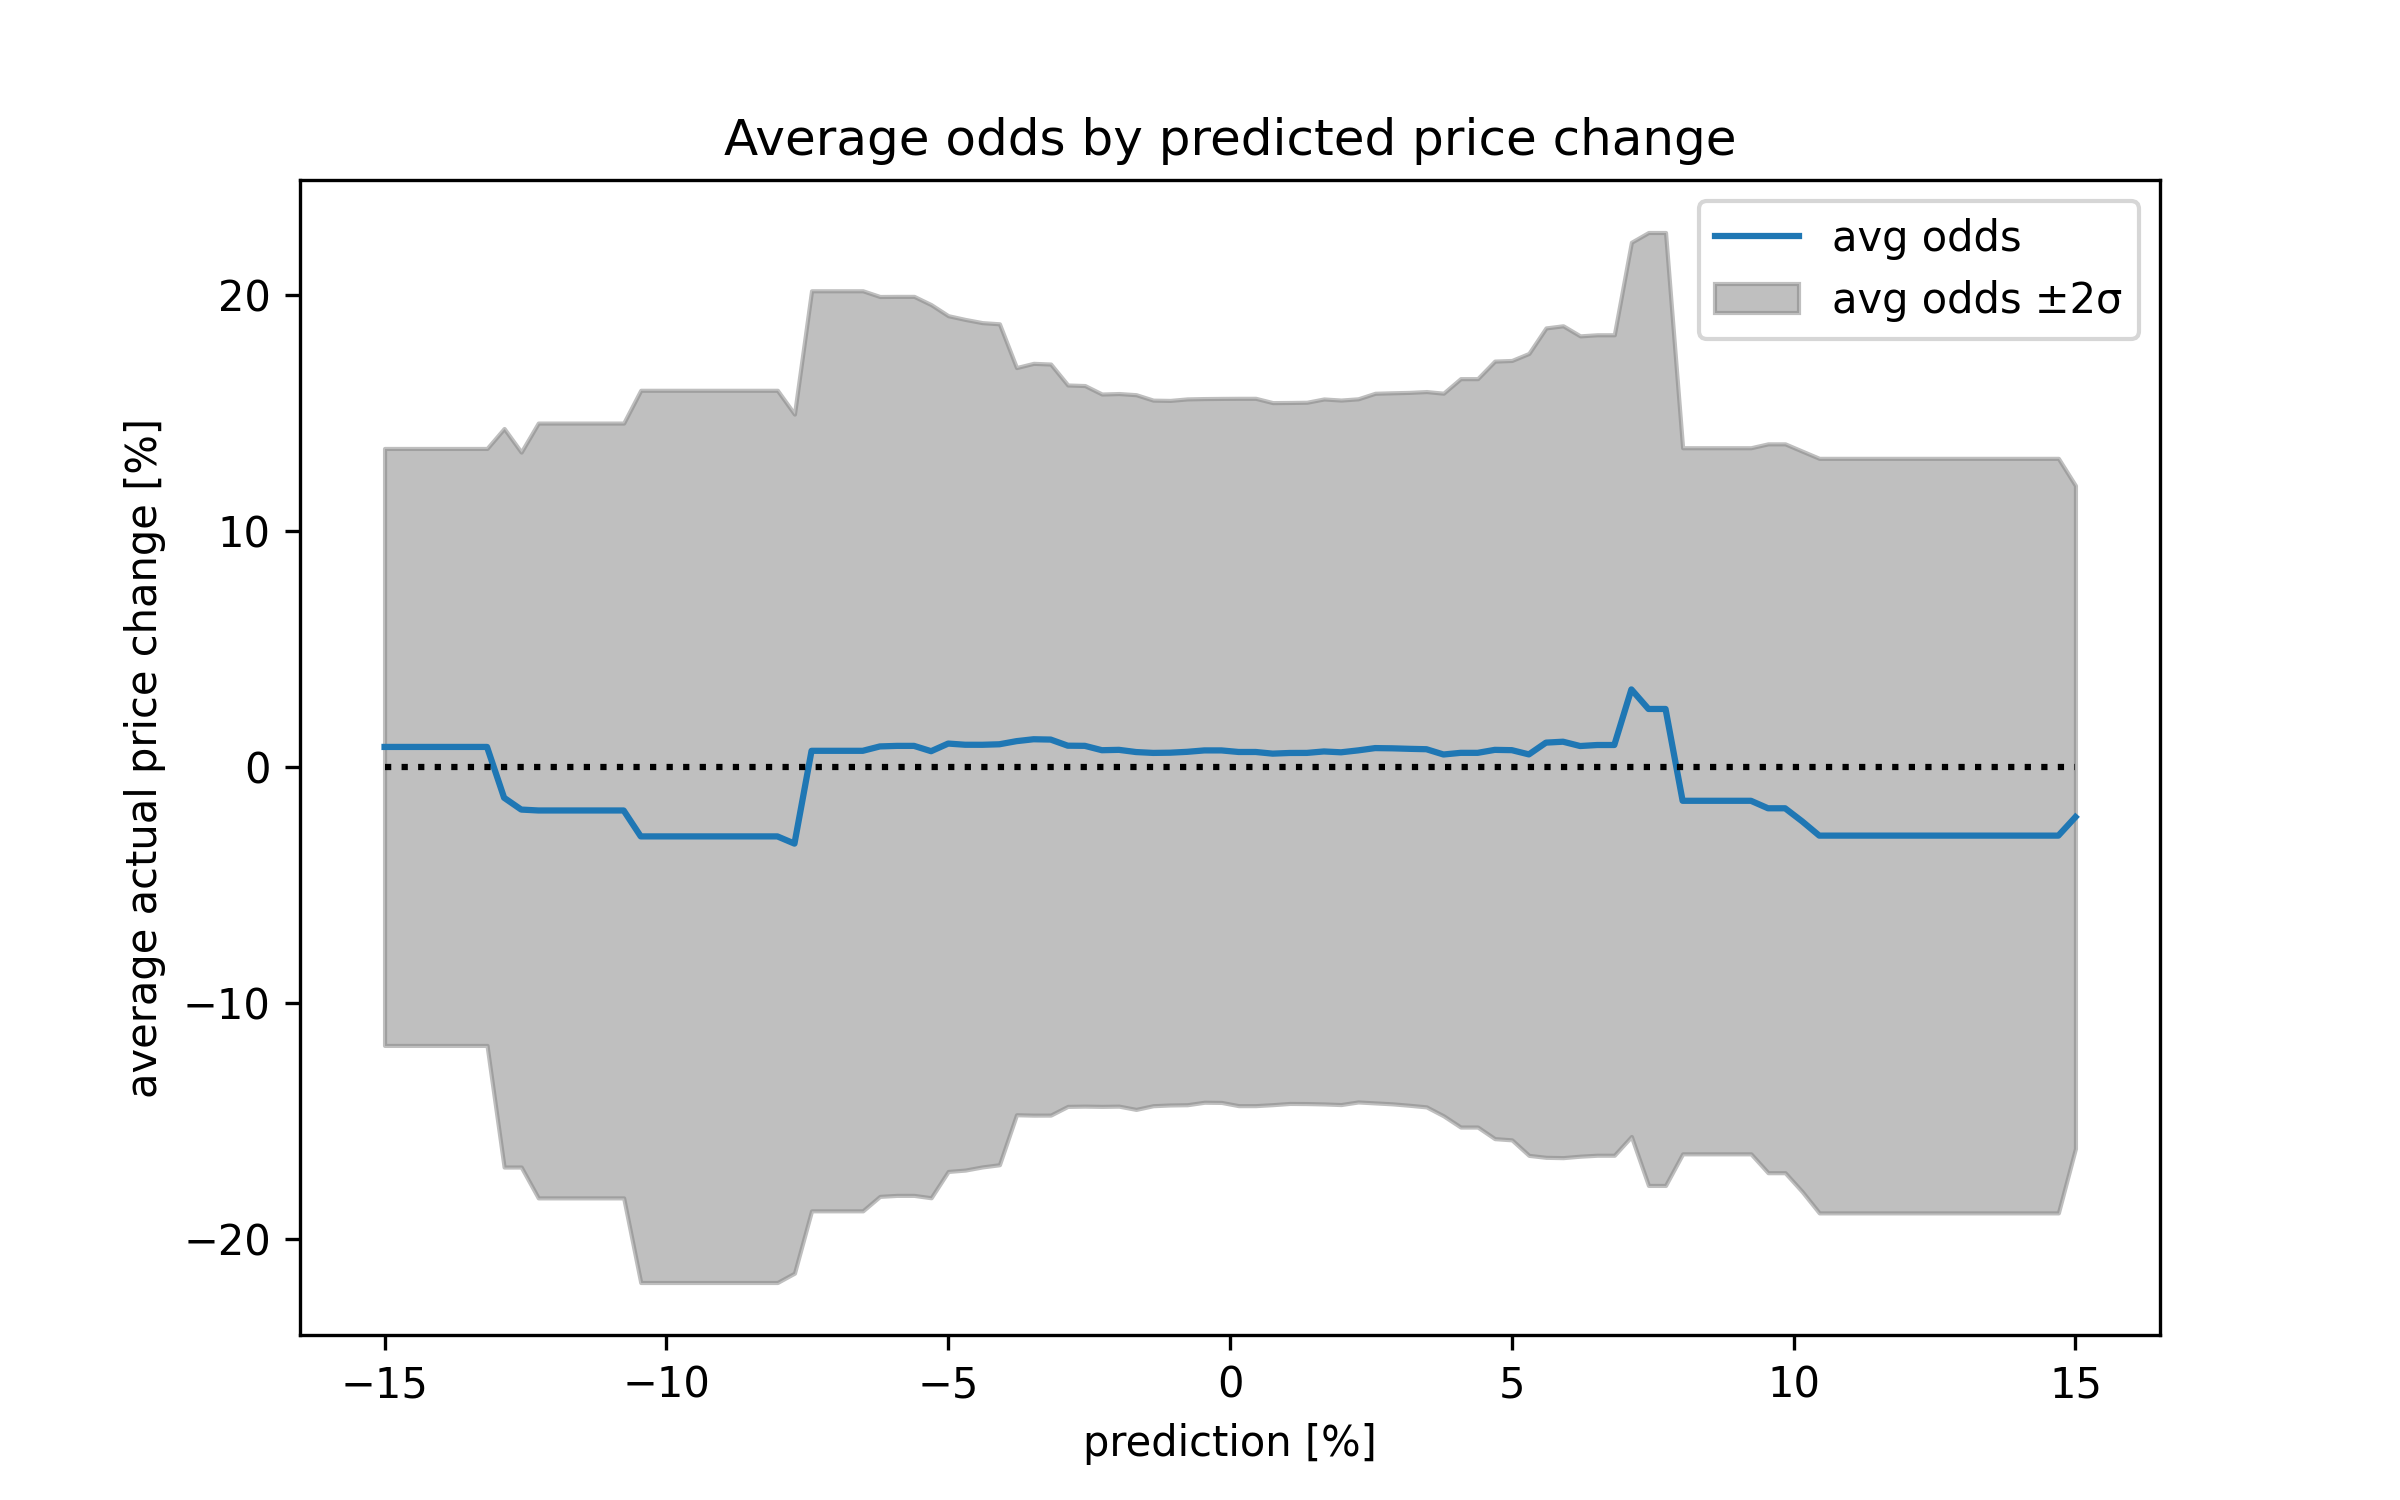 Average odds by predicted price change
avg odds
avg odds ±2σ
average actual price change [%]
20
10
0
−10
−20
−15
−10
−5
0
5
10
15
prediction [%]